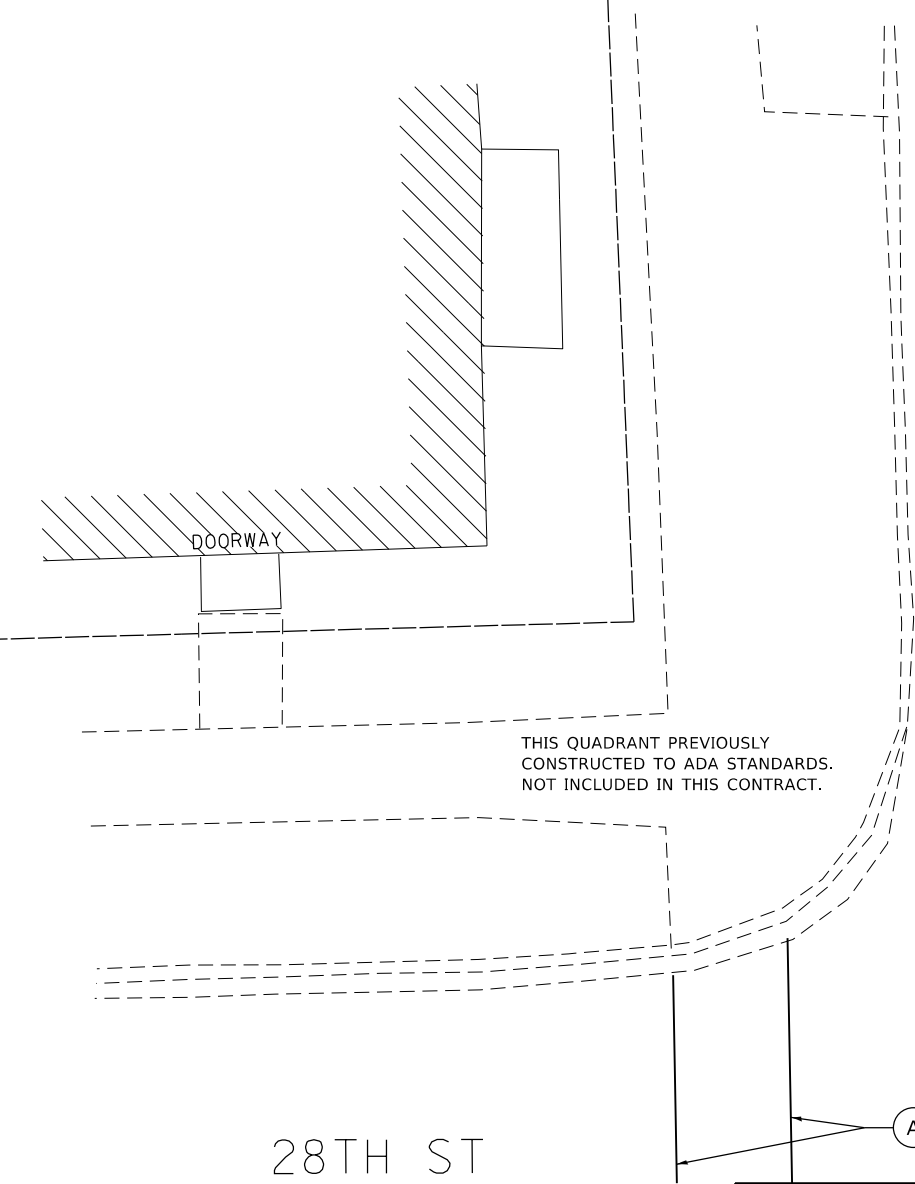 DOORWAY
THIS QUADRANT PREVIOUSLY
CONSTRUCTED TO ADA STANDARDS.
NOT INCLUDED IN THIS CONTRACT.
A
28TH ST